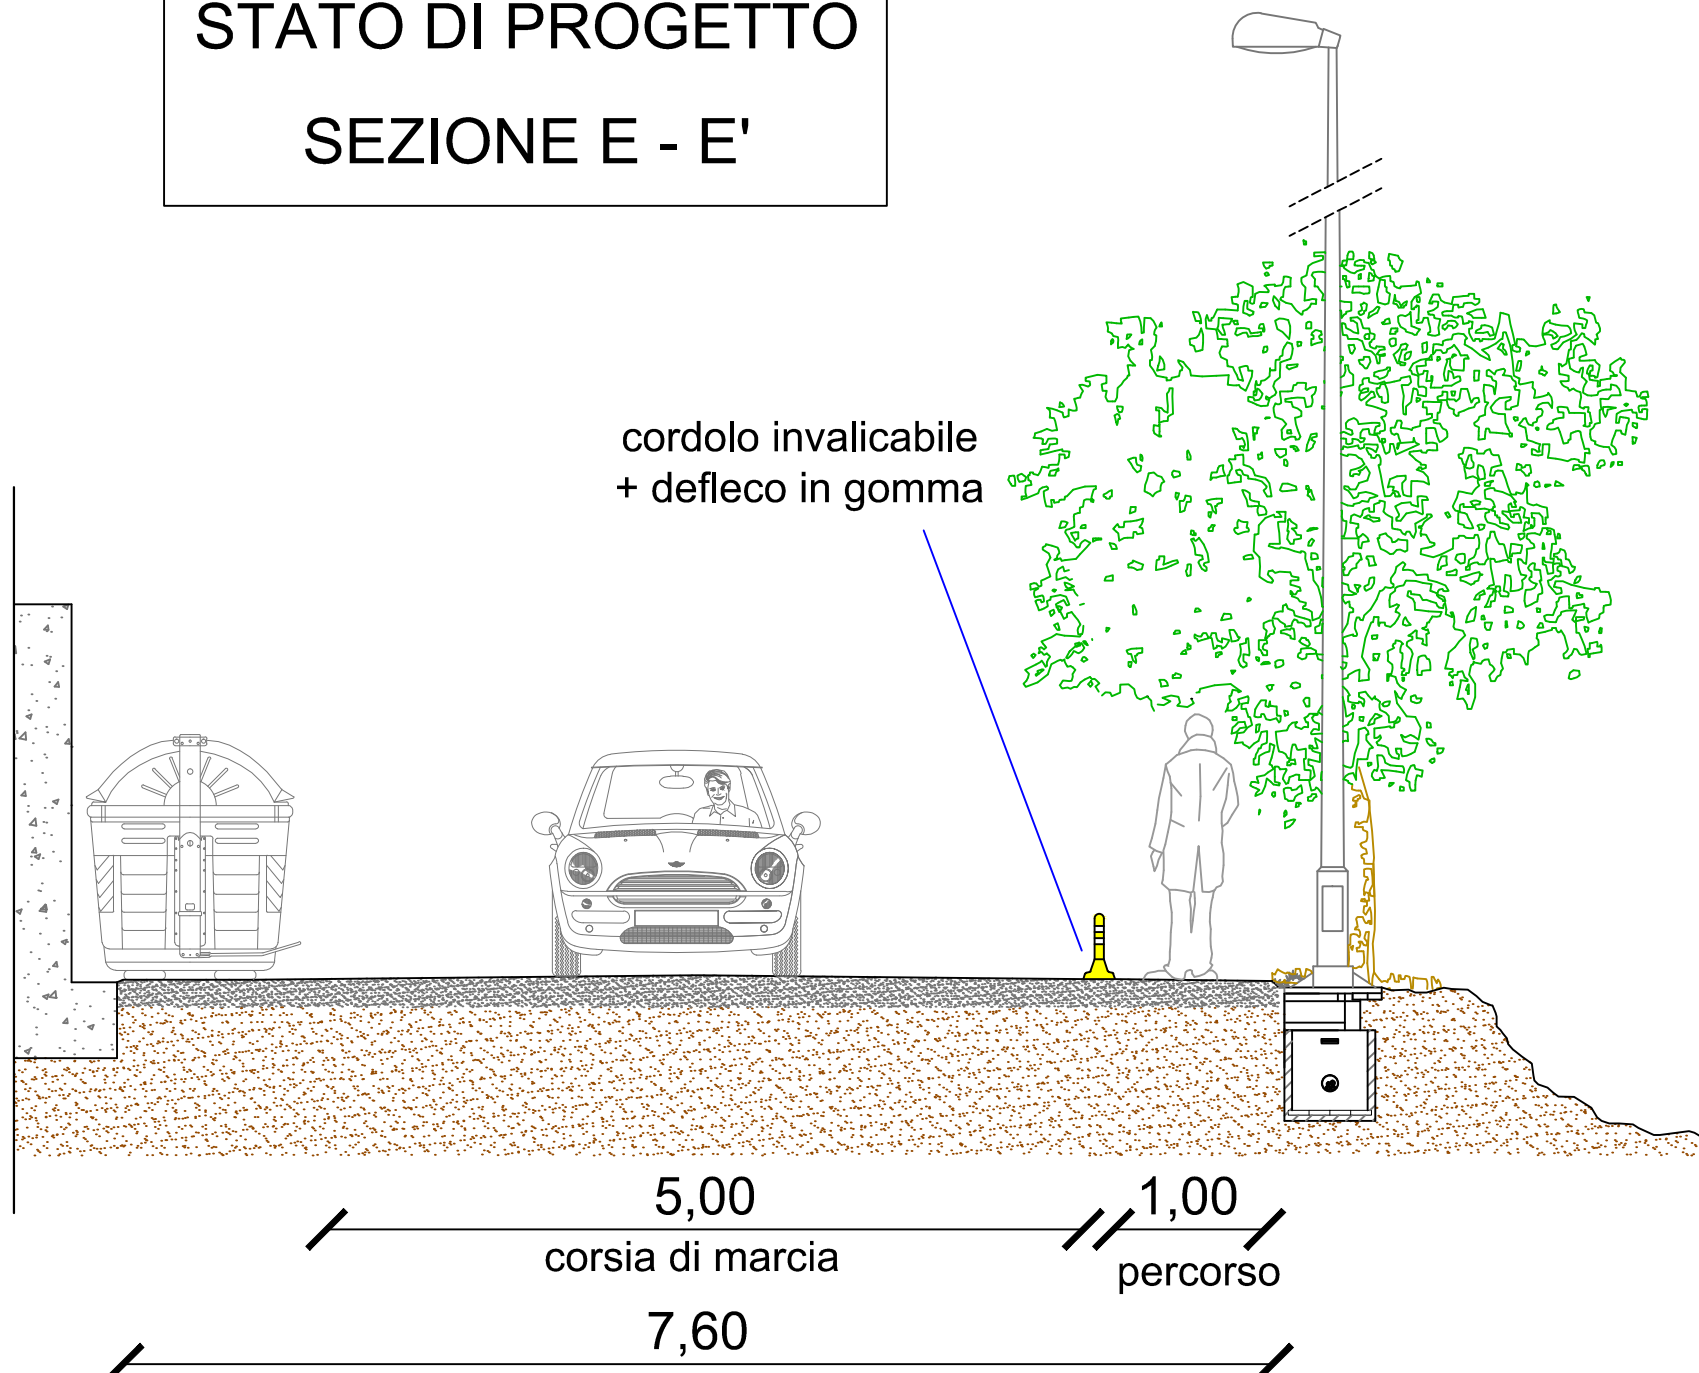 STATO DI PROGETTO
SEZIONE E - E'
cordolo invalicabile
+ defleco in gomma
5,00
1,00
corsia di marcia
percorso
7,60